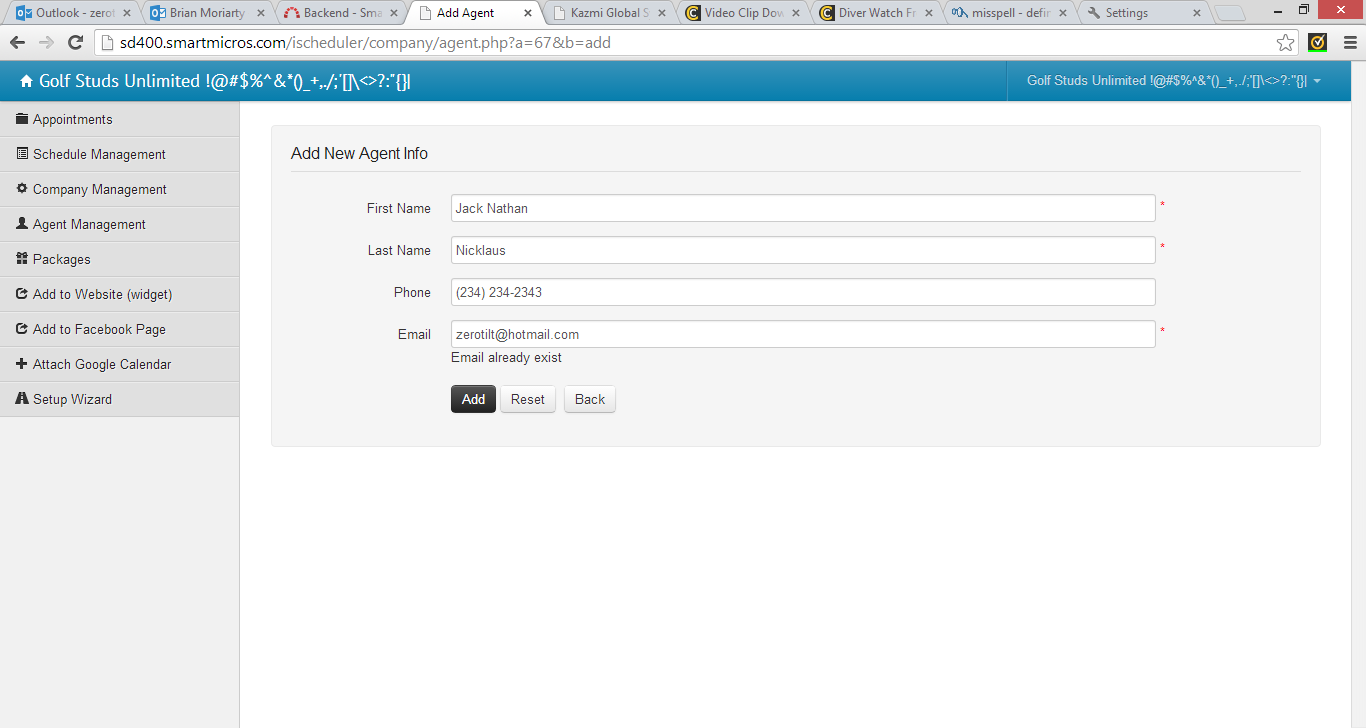 Outlook - zerot
Brian Moriarty
Backend - Sma
Add Agent
Kazmi Global S
Video Clip Dow
Diver Watch Fr
misspell - defin
Settings
sd400.smartmicros.com/ischeduler/company/agent.php?a=67&b=add
Golf Studs Unlimited !@#$%^&*()_+,./;'[]\<>?:"{}|
Golf Studs Unlimited !@#$%^&*()_+,./;'[]\<>?:"{}|
Appointments
Schedule Management
Company Management
Agent Management
Packages
Add to Website (widget)
Add to Facebook Page
Attach Google Calendar
Setup Wizard
Add New Agent Info
First Name Jack Nathan *
Last Name Nicklaus *
Phone (234) 234-2343
Email zerotilt@hotmail.com *
Email already exist
Add Reset Back